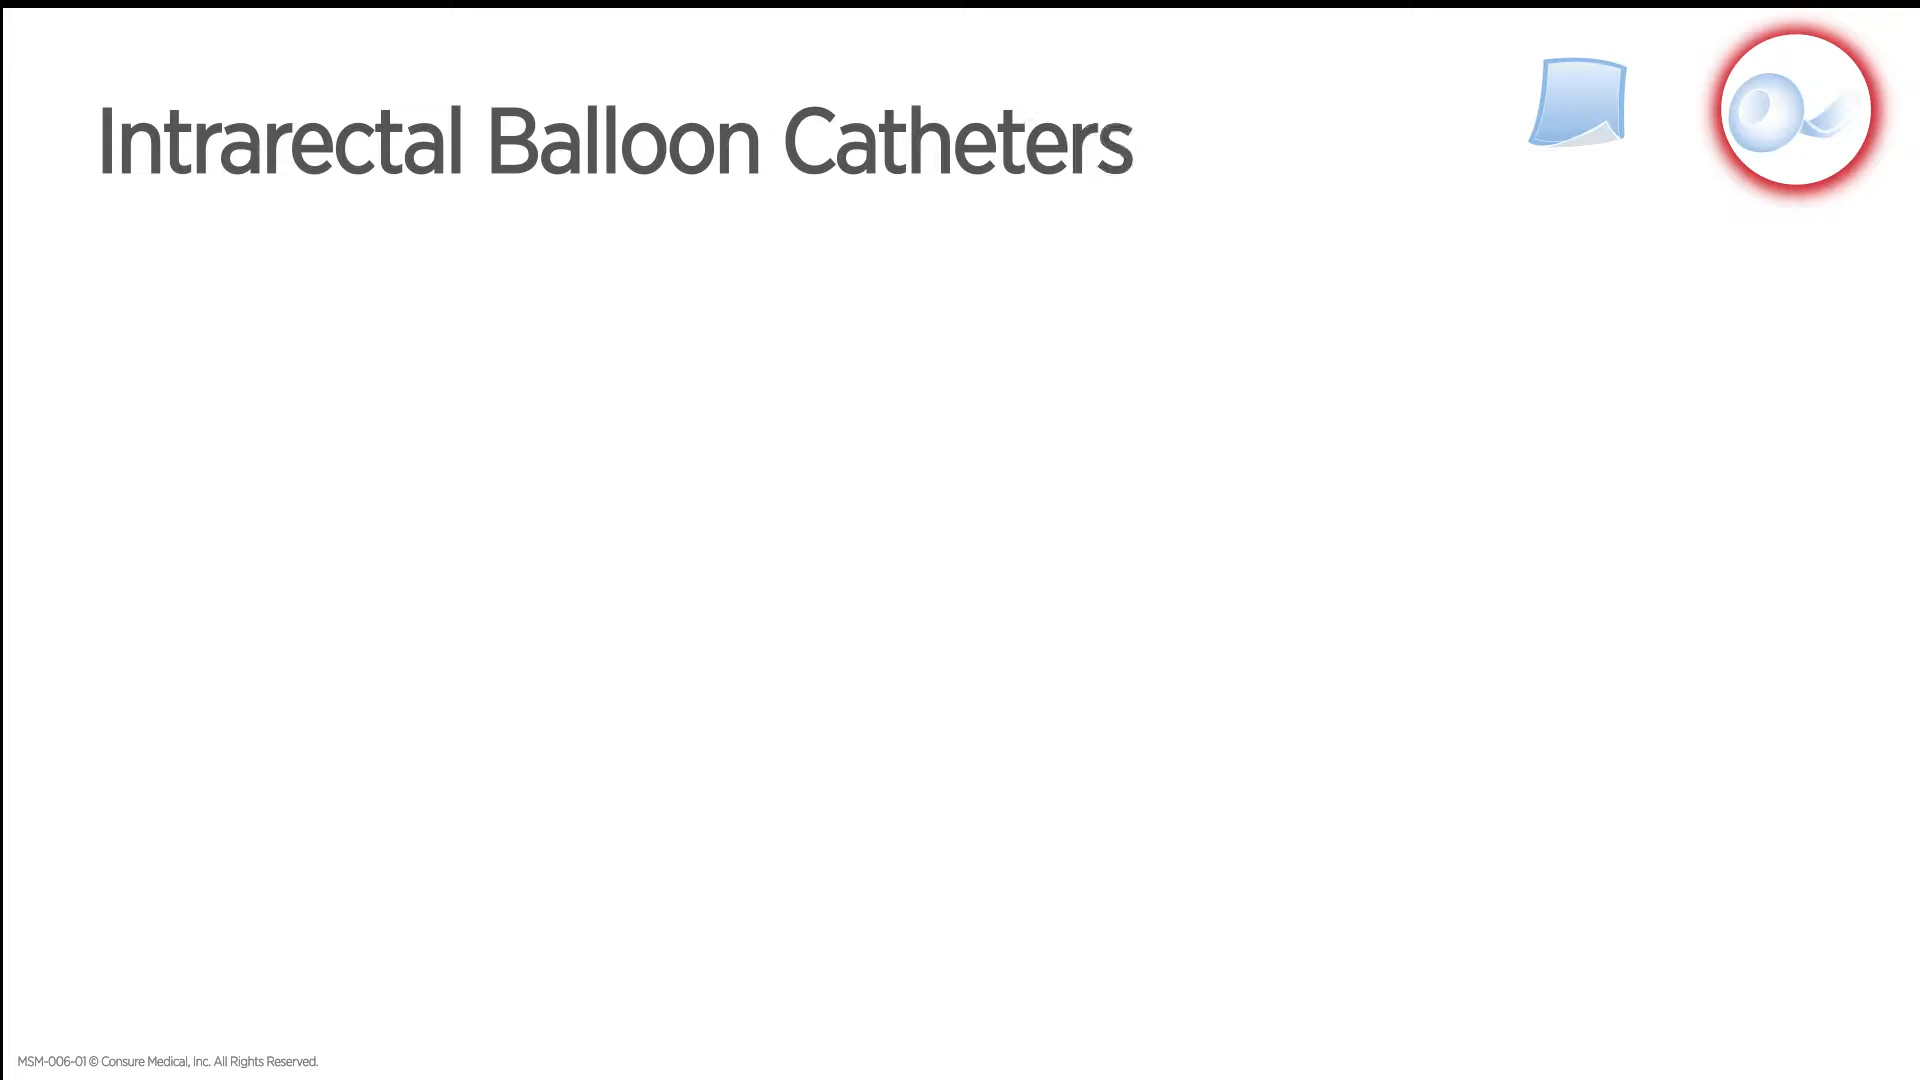 Intrarectal Balloon Catheters
MSM-006-01 © Consure Medical, Inc. All Rights Reserved.